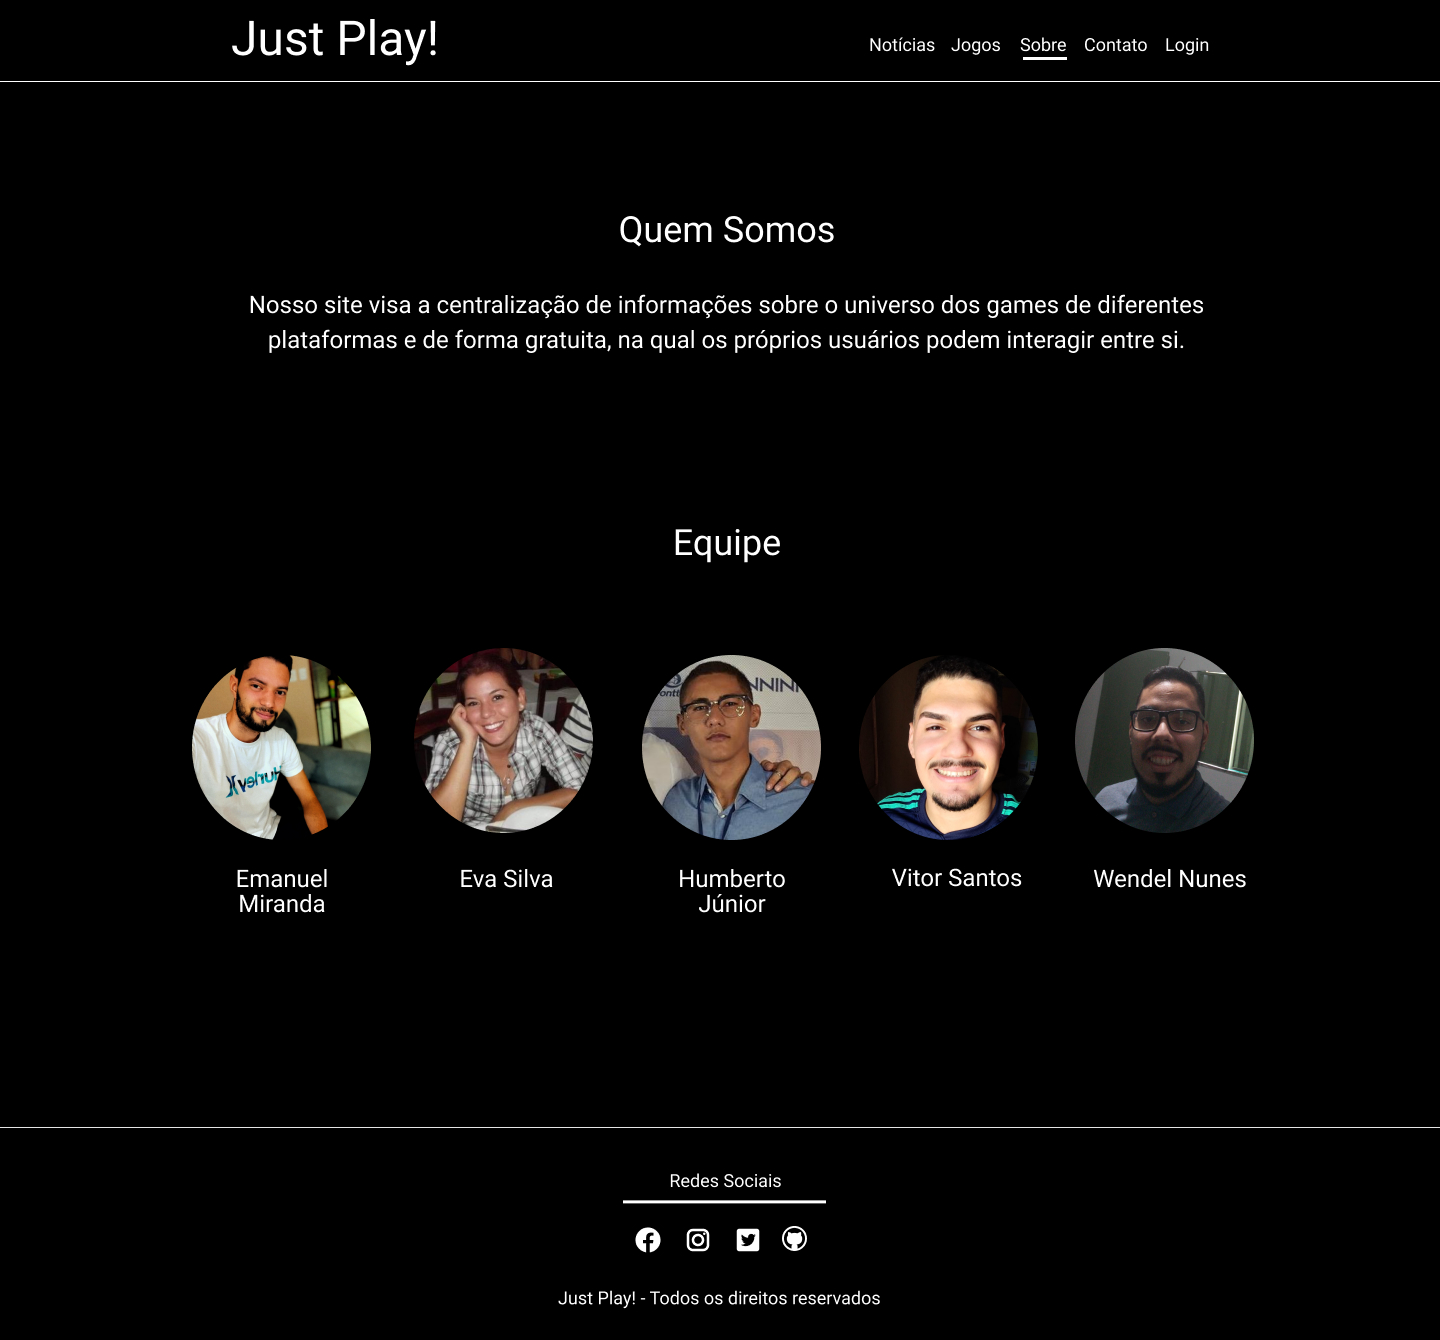 Just Play!
Notícias Jogos Sobre Contato Login
Quem Somos
Nosso site visa a centralização de informações sobre o universo dos games de diferentes
plataformas e de forma gratuita, na qual os próprios usuários podem interagir entre si.
Equipe
Emanuel
Miranda
Eva Silva
Humberto
Júnior
Vitor Santos
Wendel Nunes
Redes Sociais
Just Play! - Todos os direitos reservados